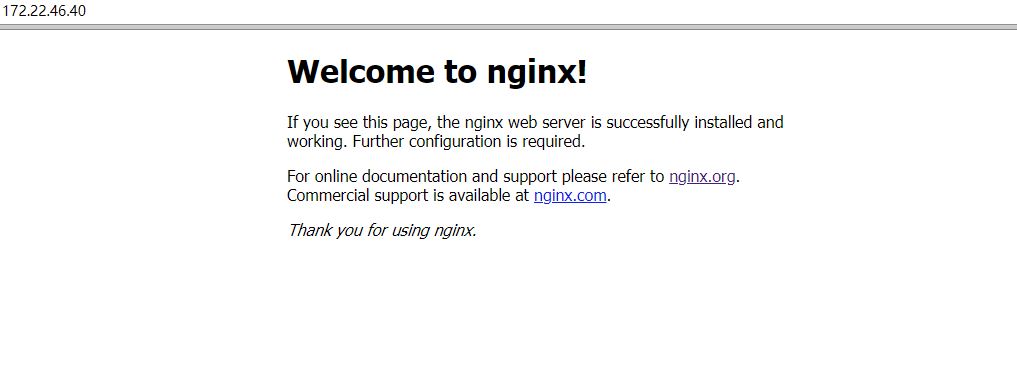 172.22.46.40
Welcome to nginx!
If you see this page, the nginx web server is successfully installed and
working. Further configuration is required.
For online documentation and support please refer to nginx.org.
Commercial support is available at nginx.com.
Thank you for using nginx.